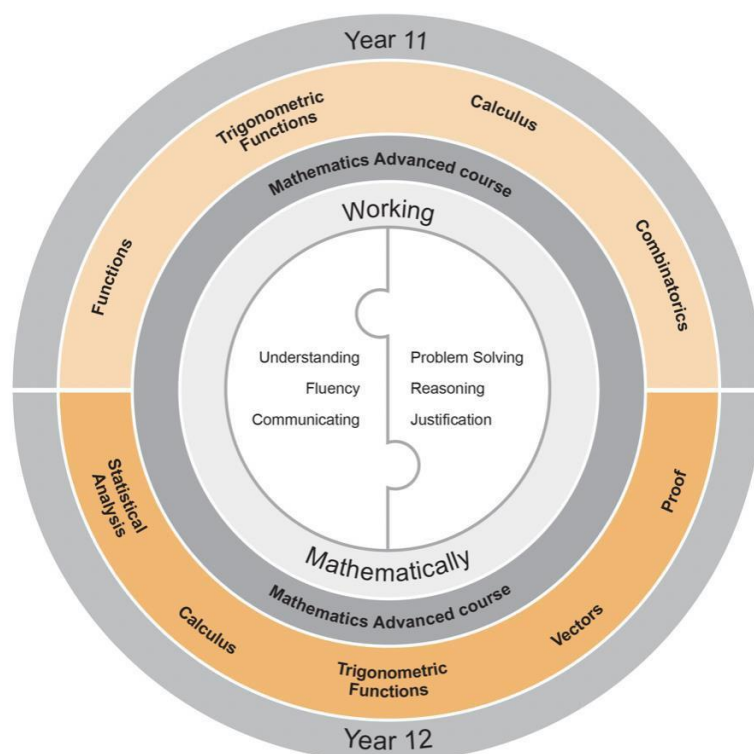 Year 11
Trigonometric
Functions
Calculus
Functions
Combinatorics
Mathematics Advanced course
Working
Understanding
Fluency
Communicating
Problem Solving
Reasoning
Justification
Mathematically
Mathematics Advanced course
Statistical
Analysis
Calculus
Trigonometric
Functions
Vectors
Proof
Year 12